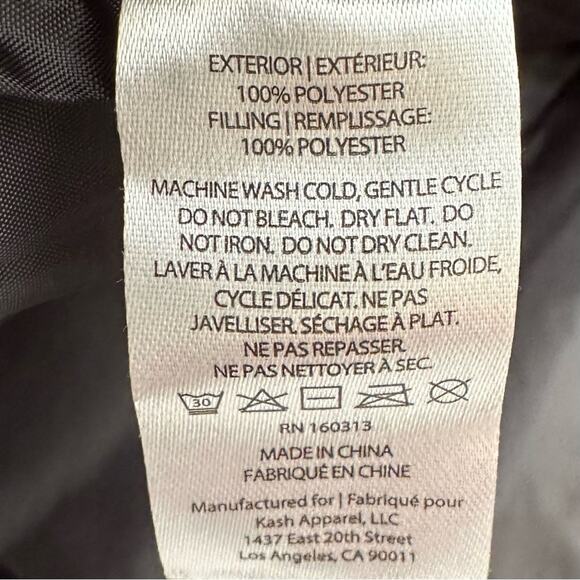 EXTERIOR | EXTÉRIEUR:
100% POLYESTER
FILLING | REMPLISSAGE:
100% POLYESTER
MACHINE WASH COLD, GENTLE CYCLE
DO NOT BLEACH. DRY FLAT. DO
NOT IRON. DO NOT DRY CLEAN.
LAVER À LA MACHINE À L'EAU FROIDE,
CYCLE DÉLICAT. NE PAS
JAVELLISER. SÉCHAGE À PLAT.
NE PAS REPASSER.
NE PAS NETTOYER À SEC.
30
RN 160313
MADE IN CHINA
FABRIQUÉ EN CHINE
Manufactured for | Fabriqué pour
Kash Apparel, LLC
1437 East 20th Street
Los Angeles, CA 90011